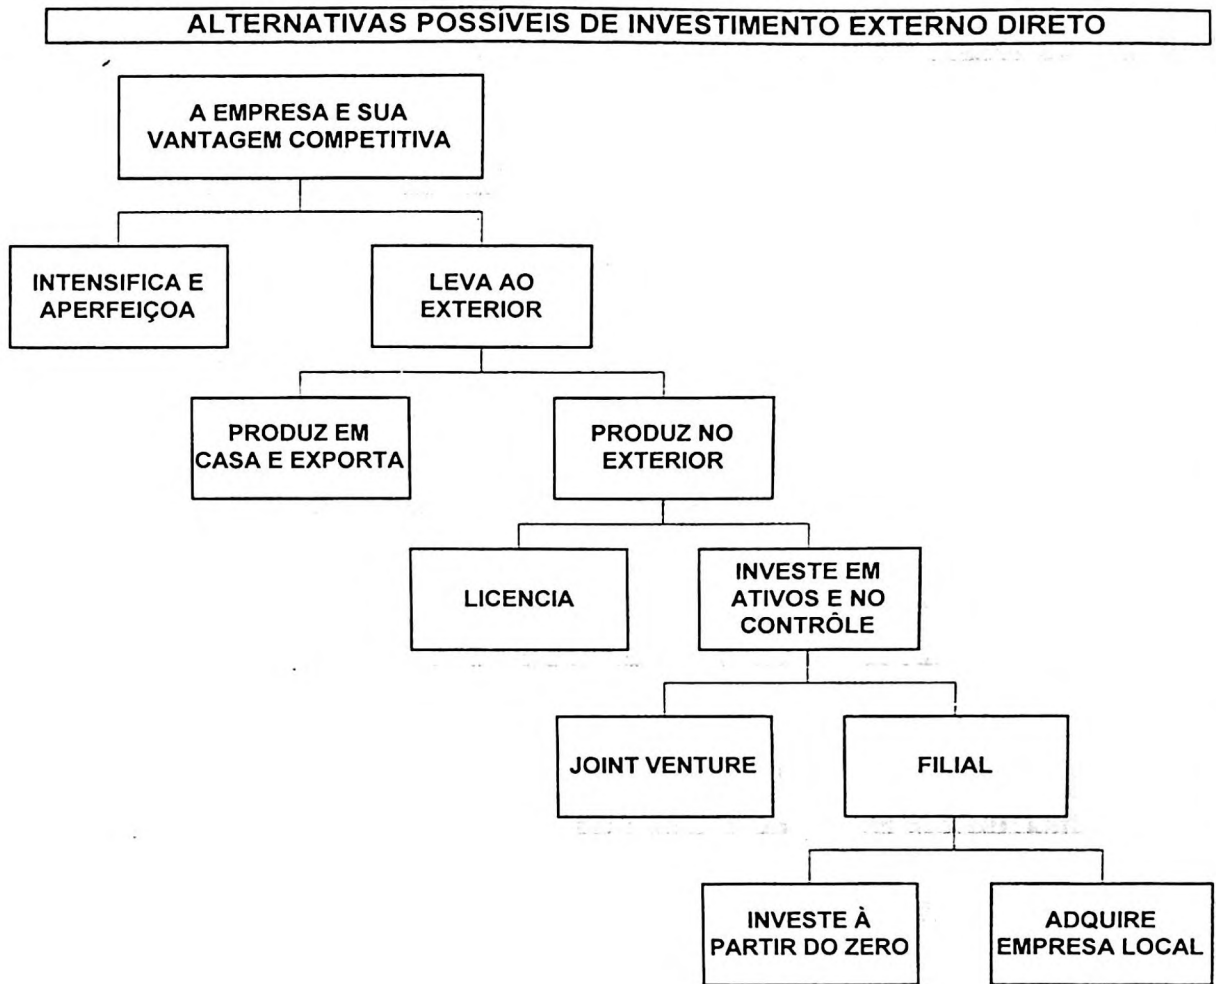 ALTERNATIVAS POSSÍVEIS DE INVESTIMENTO EXTERNO DIRETO
A EMPRESA E SUA
VANTAGEM COMPETITIVA
INTENSIFICA E
APERFEIÇOA
LEVA AO
EXTERIOR
PRODUZ EM
CASA E EXPORTA
PRODUZ NO
EXTERIOR
LICENCIA
INVESTE EM
ATIVOS E NO
CONTRÔLE
JOINT VENTURE
FILIAL
INVESTE À
PARTIR DO ZERO
ADQUIRE
EMPRESA LOCAL